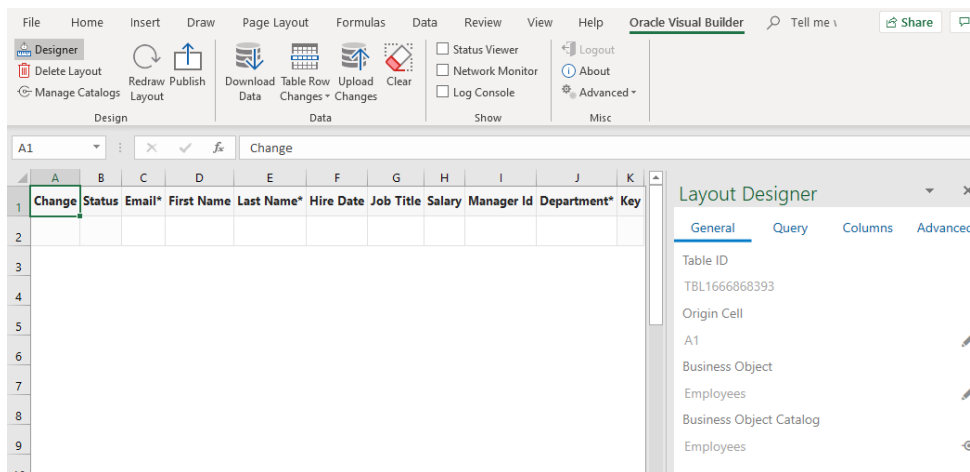 File Home Insert Draw Page Layout Formulas Data Review View Help Oracle Visual Builder Tell me Share
Designer
Delete Layout
Manage Catalogs
Redraw Layout
Publish
Design
Download Data
Table Row Changes
Upload Changes
Clear
Data
Status Viewer
Network Monitor
Log Console
Show
Logout
About
Advanced
Misc
A1 fx Change
A B C D E F G H I J K
1 Change Status Email* First Name Last Name* Hire Date Job Title Salary Manager Id Department* Key
2
3
4
5
6
7
8
9
Layout Designer
General Query Columns Advanced
Table ID
TBL1666868393
Origin Cell
A1
Business Object
Employees
Business Object Catalog
Employees